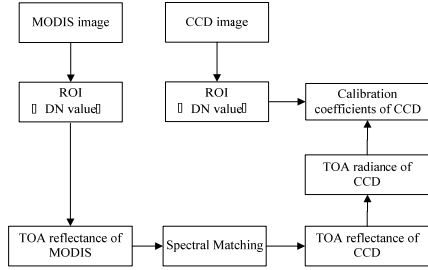 MODIS image
CCD image
ROI
DN value
ROI
DN value
Calibration
coefficients of CCD
TOA radiance of
CCD
TOA reflectance of
MODIS
Spectral Matching
TOA reflectance of
CCD